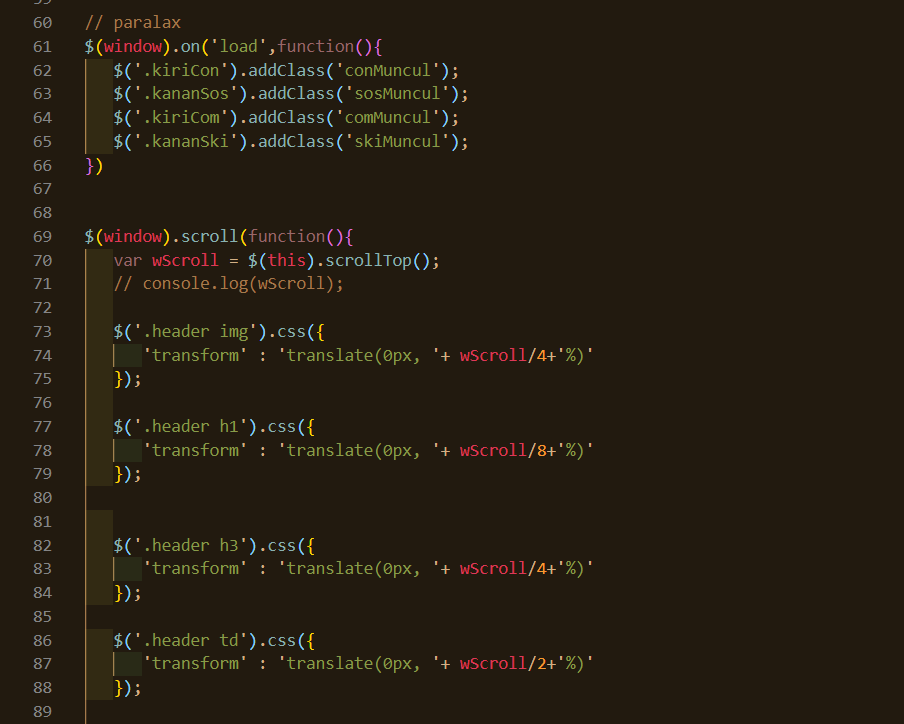 60 // paralax
61 $(window).on('load',function(){
62 $('.kiriCon').addClass('conMuncul');
63 $('.kananSos').addClass('sosMuncul');
64 $('.kiriCom').addClass('comMuncul');
65 $('.kananSki').addClass('skiMuncul');
66 })
67
68
69 $(window).scroll(function(){
70 var wScroll = $(this).scrollTop();
71 // console.log(wScroll);
72
73 $('.header img').css({
74 'transform' : 'translate(0px, '+ wScroll/4+'%)'
75 });
76
77 $('.header h1').css({
78 'transform' : 'translate(0px, '+ wScroll/8+'%)'
79 });
80
81
82 $('.header h3').css({
83 'transform' : 'translate(0px, '+ wScroll/4+'%)'
84 });
85
86 $('.header td').css({
87 'transform' : 'translate(0px, '+ wScroll/2+'%)'
88 });
89